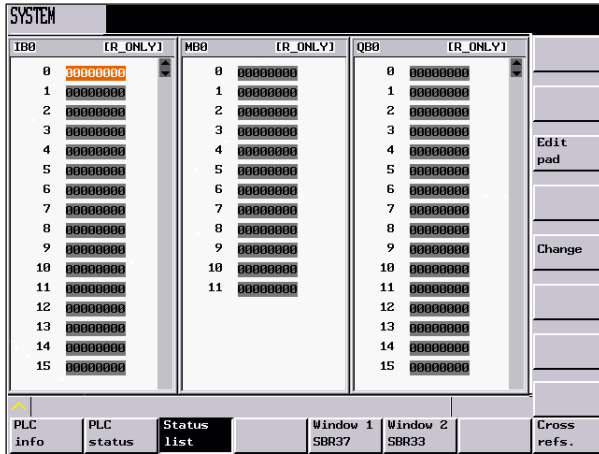 SYSTEM
IB0 [R_ONLY] MB0 [R_ONLY] QB0 [R_ONLY]
0 00000000 0 00000000 0 00000000
1 00000000 1 00000000 1 00000000
2 00000000 2 00000000 2 00000000
3 00000000 3 00000000 3 00000000
4 00000000 4 00000000 4 00000000
5 00000000 5 00000000 5 00000000
6 00000000 6 00000000 6 00000000
7 00000000 7 00000000 7 00000000
8 00000000 8 00000000 8 00000000
9 00000000 9 00000000 9 00000000
10 00000000 10 00000000 10 00000000
11 00000000 11 00000000 11 00000000
12 00000000 12 00000000
13 00000000 13 00000000
14 00000000 14 00000000
15 00000000 15 00000000
Edit
pad
Change
PLC
info
PLC
status
Status
list
Window 1
SBR37
Window 2
SBR33
Cross
refs.